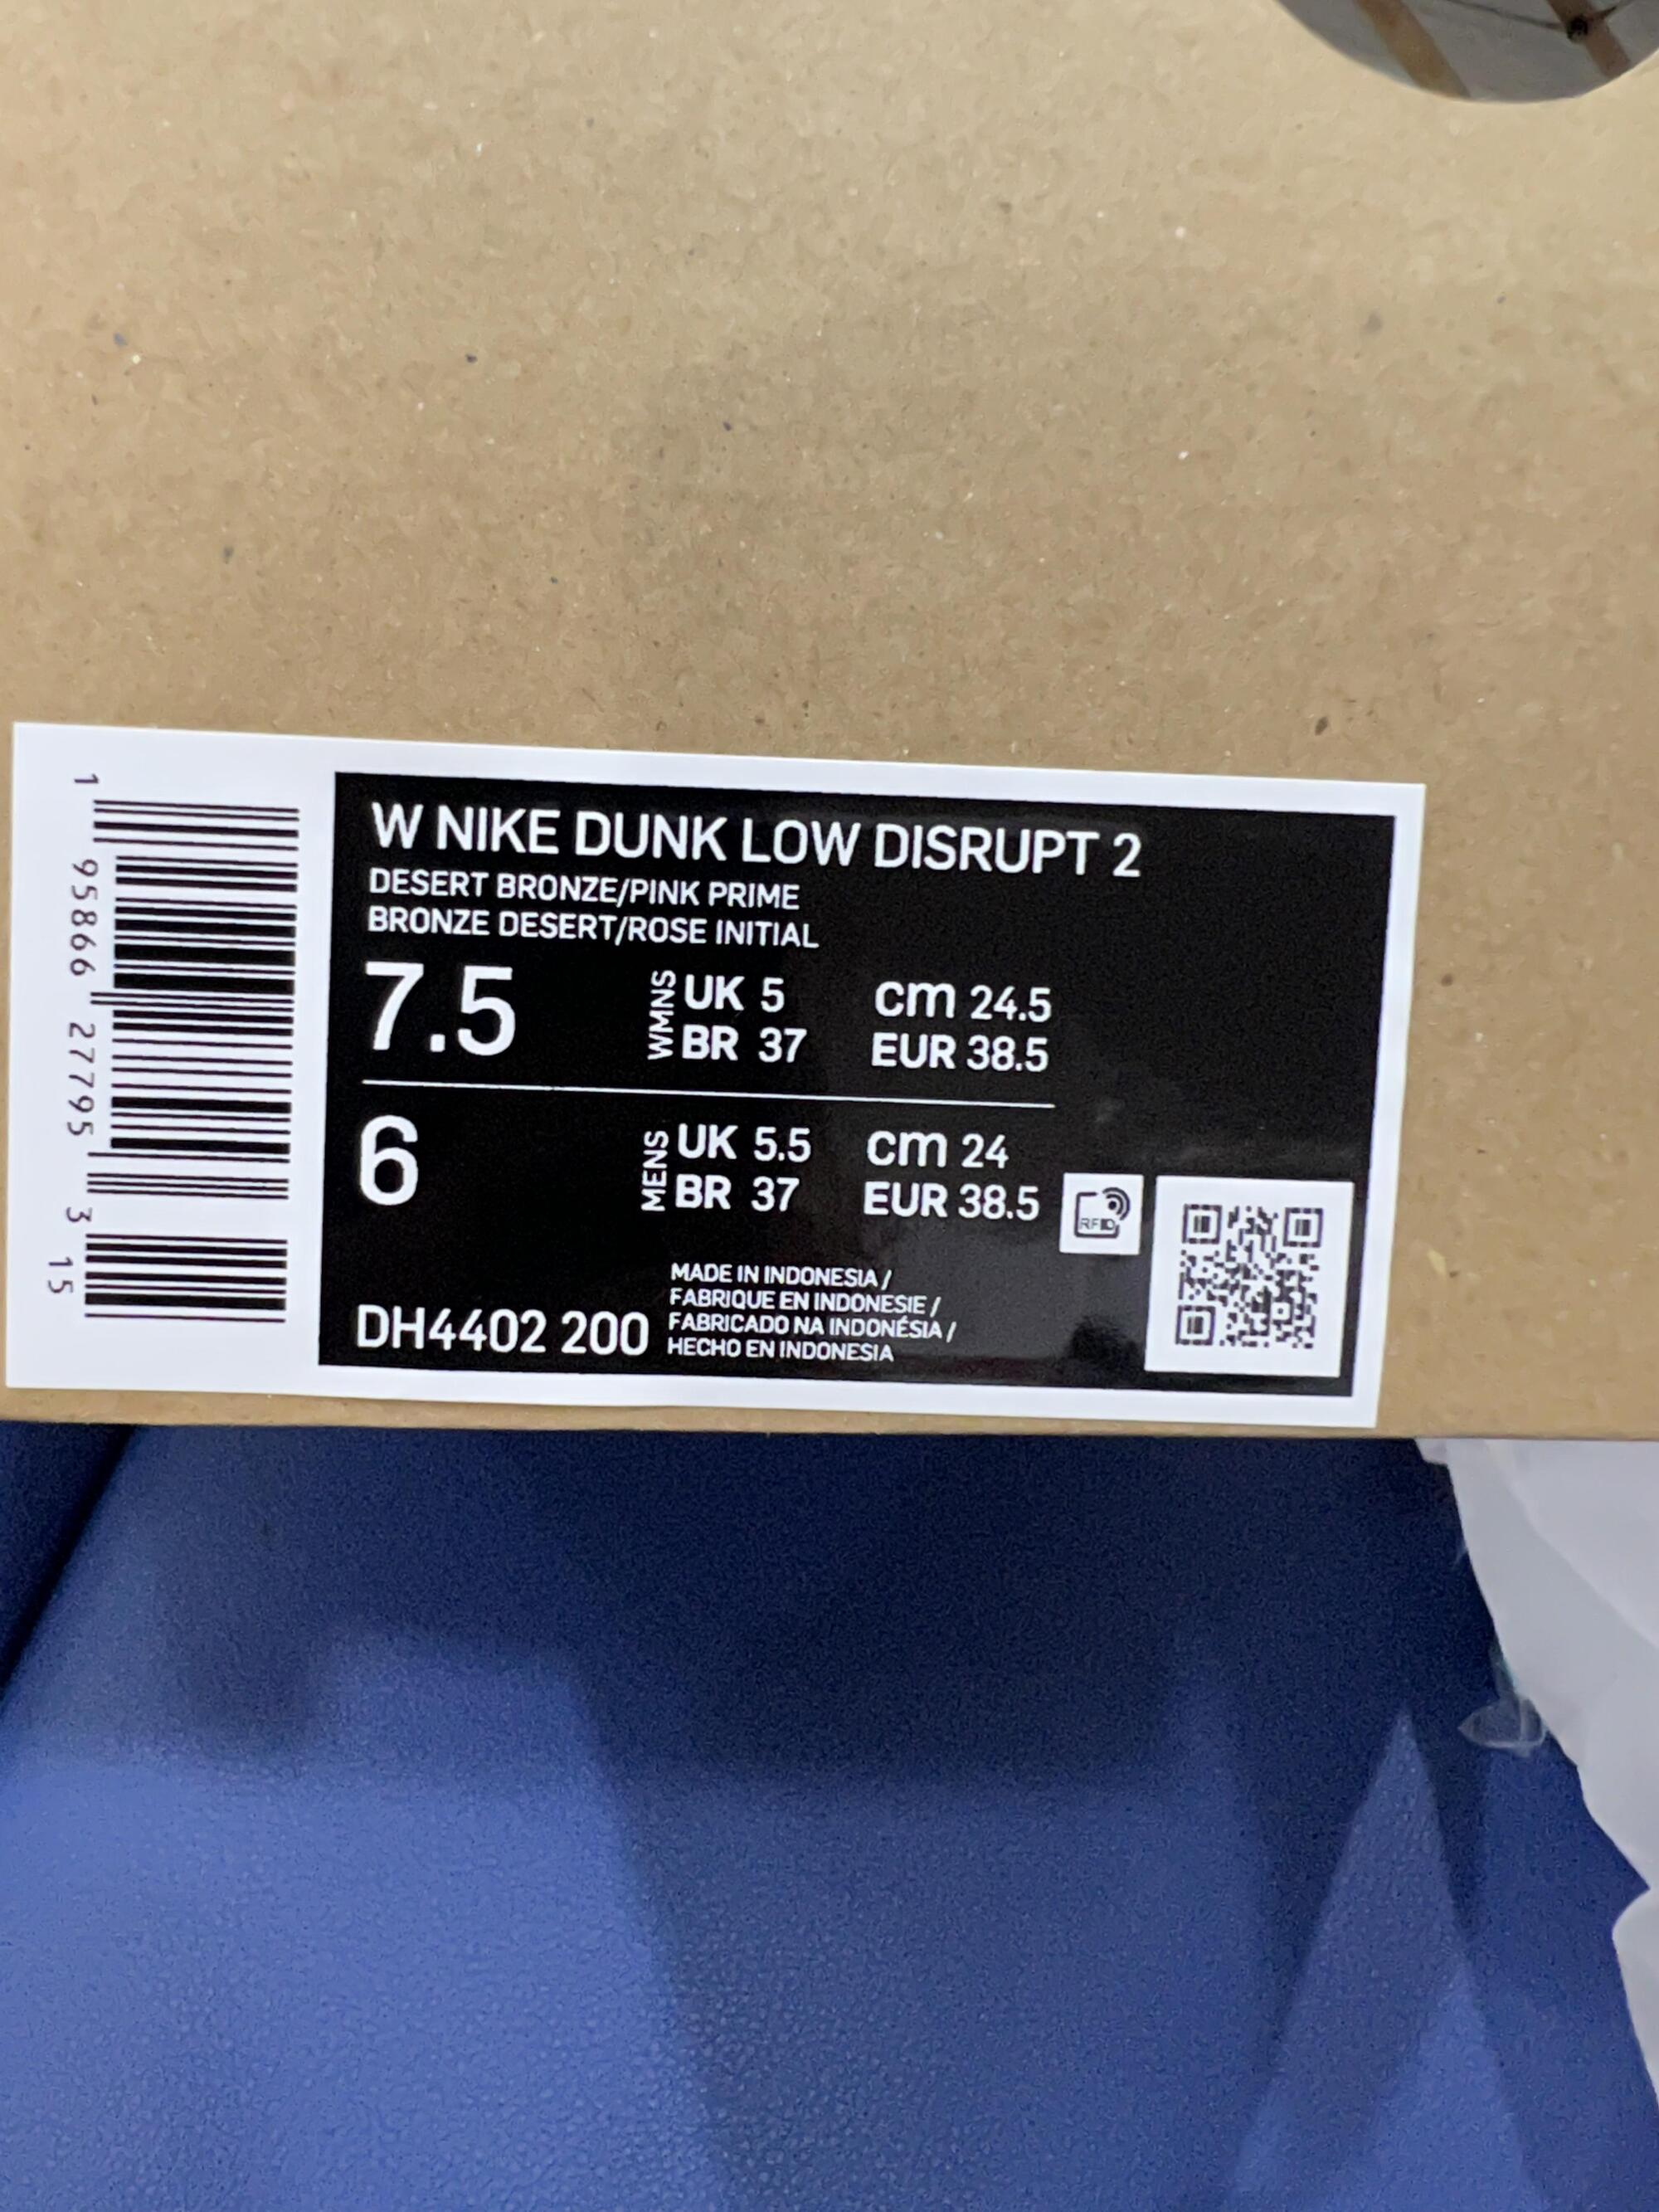 1 95866 27795 3 15
W NIKE DUNK LOW DISRUPT 2
DESERT BRONZE/PINK PRIME
BRONZE DESERT/ROSE INITIAL
7.5 WMNS UK 5 cm 24.5
BR 37 EUR 38.5
6 MENS UK 5.5 cm 24
BR 37 EUR 38.5
RFID
DH4402 200
MADE IN INDONESIA /
FABRIQUE EN INDONESIE /
FABRICADO NA INDONÉSIA /
HECHO EN INDONESIA